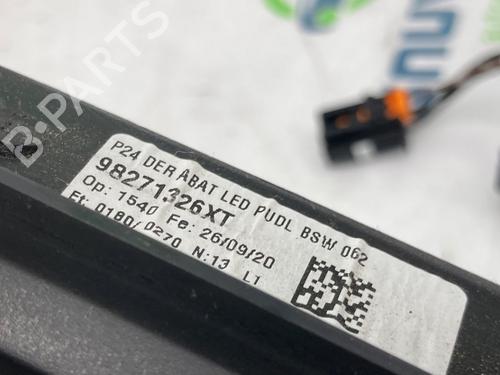 P24 DER ABAT LED PUDL BSW 062
98271326XT
Op: 1540 Fe: 26/09/20
Et: 0180/0270 N:13 L1
B-PARTS